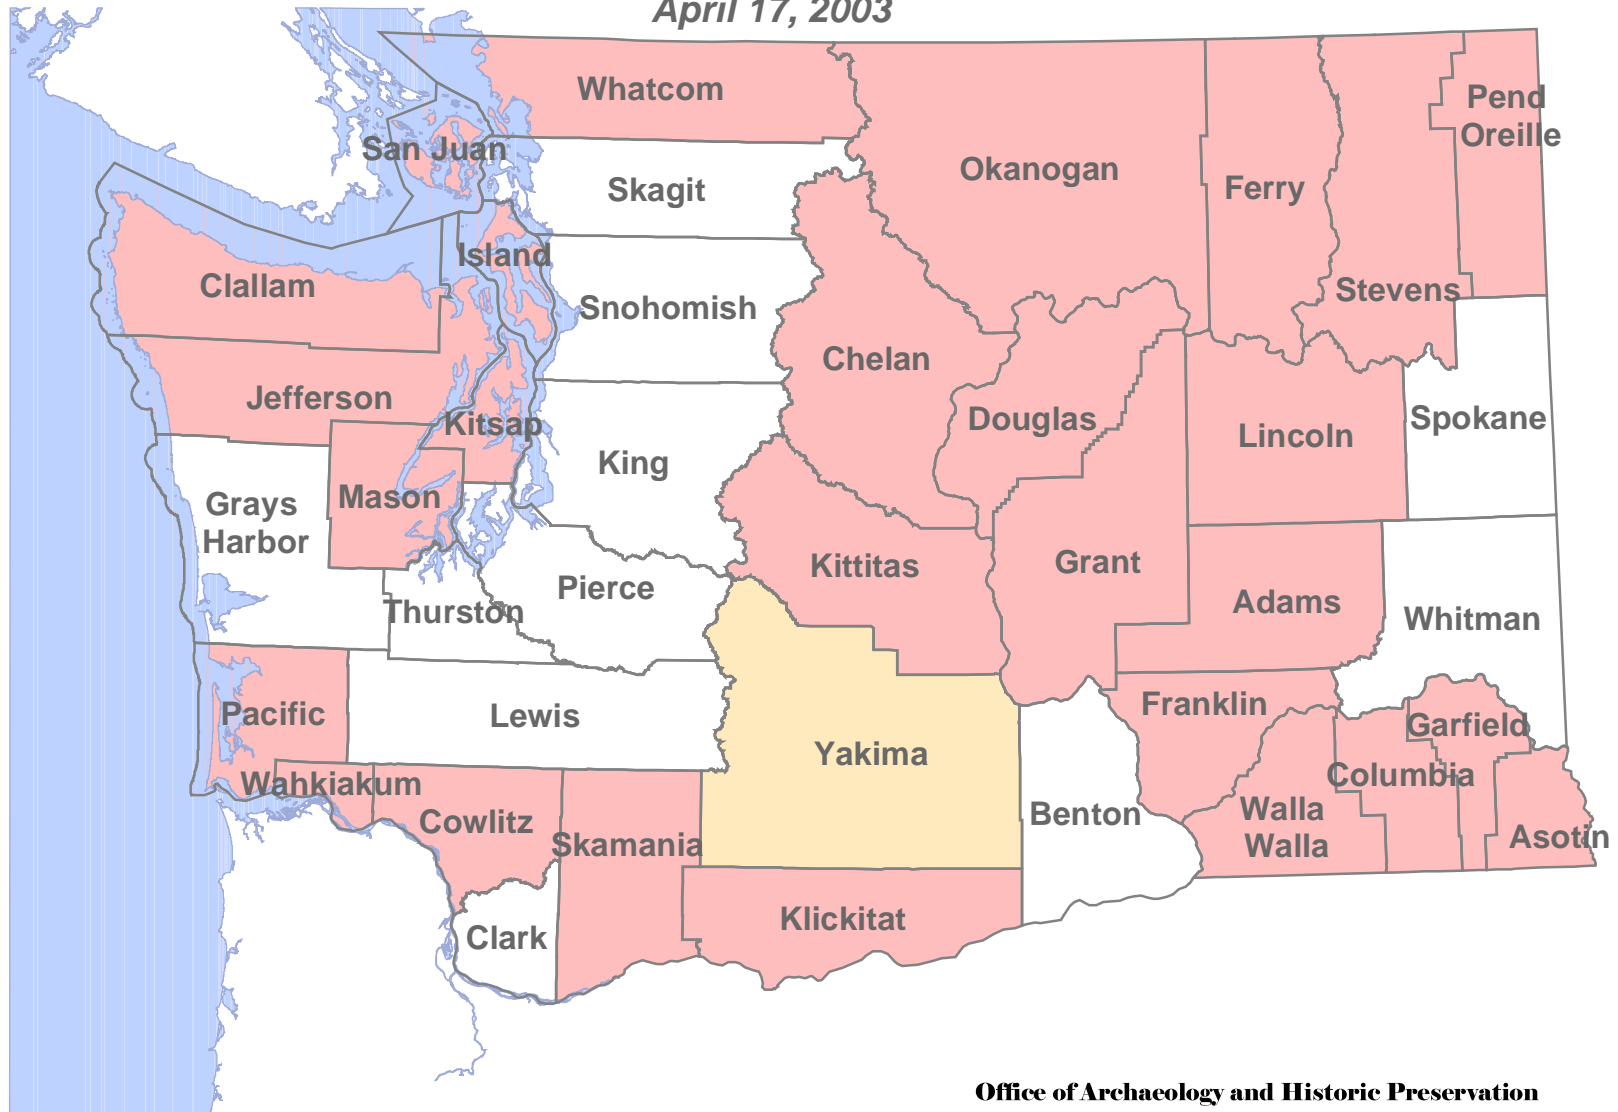 April 17, 2003
Whatcom
Pend
Oreille
San Juan
Okanogan
Skagit
Ferry
Island
Clallam
Stevens
Snohomish
Chelan
Jefferson
Douglas
Spokane
Kitsap
Lincoln
King
Mason
Grays
Harbor
Kittitas
Grant
Pierce
Adams
Thurston
Whitman
Franklin
Pacific
Lewis
Garfield
Yakima
Columbia
Wahkiakum
Benton
Walla
Walla
Cowlitz
Asotin
Skamania
Klickitat
Clark
Office of Archaeology and Historic Preservation